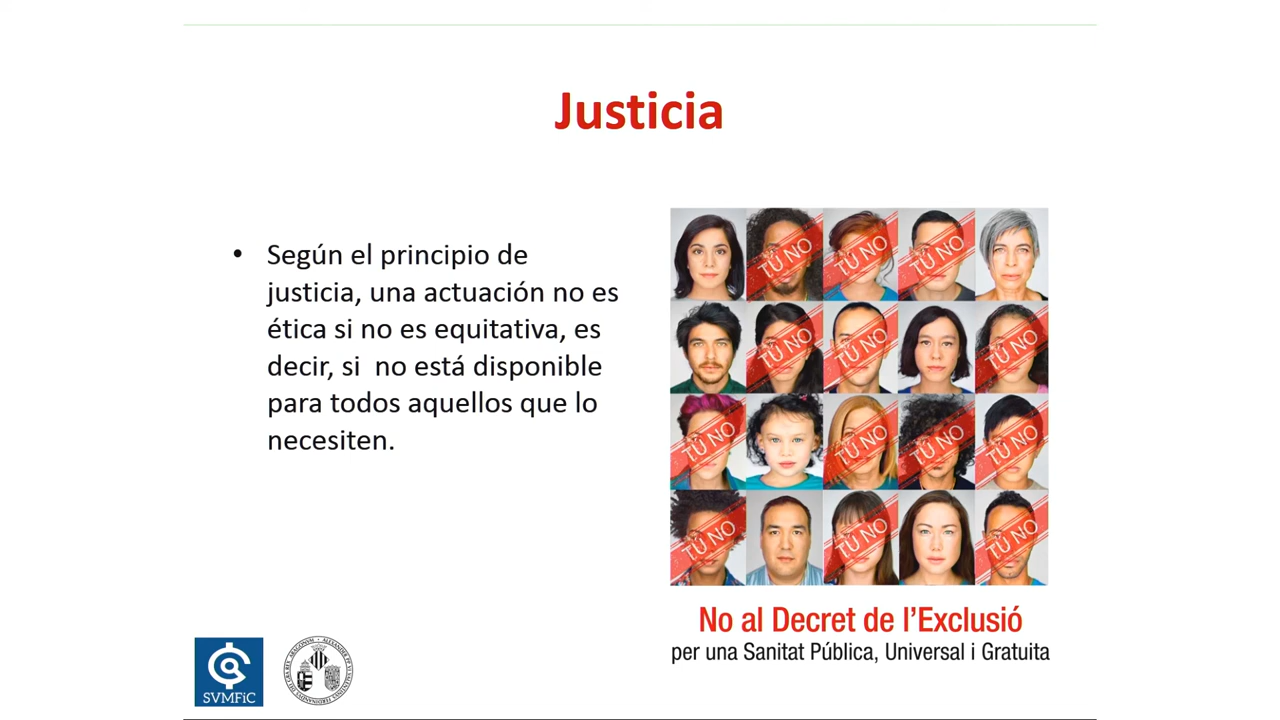 Justicia
• Según el principio de
justicia, una actuación no es
ética si no es equitativa, es
decir, si  no está disponible
para todos aquellos que lo
necesiten.
TÚ NO
TÚ NO
TÚ NO
TÚ NO
TÚ NO
TÚ NO
TÚ NO
TÚ NO
TÚ NO
TÚ NO
TÚ NO
TÚ NO
TÚ NO
No al Decret de l'Exclusió
per una Sanitat Pública, Universal i Gratuita
SVMFiC